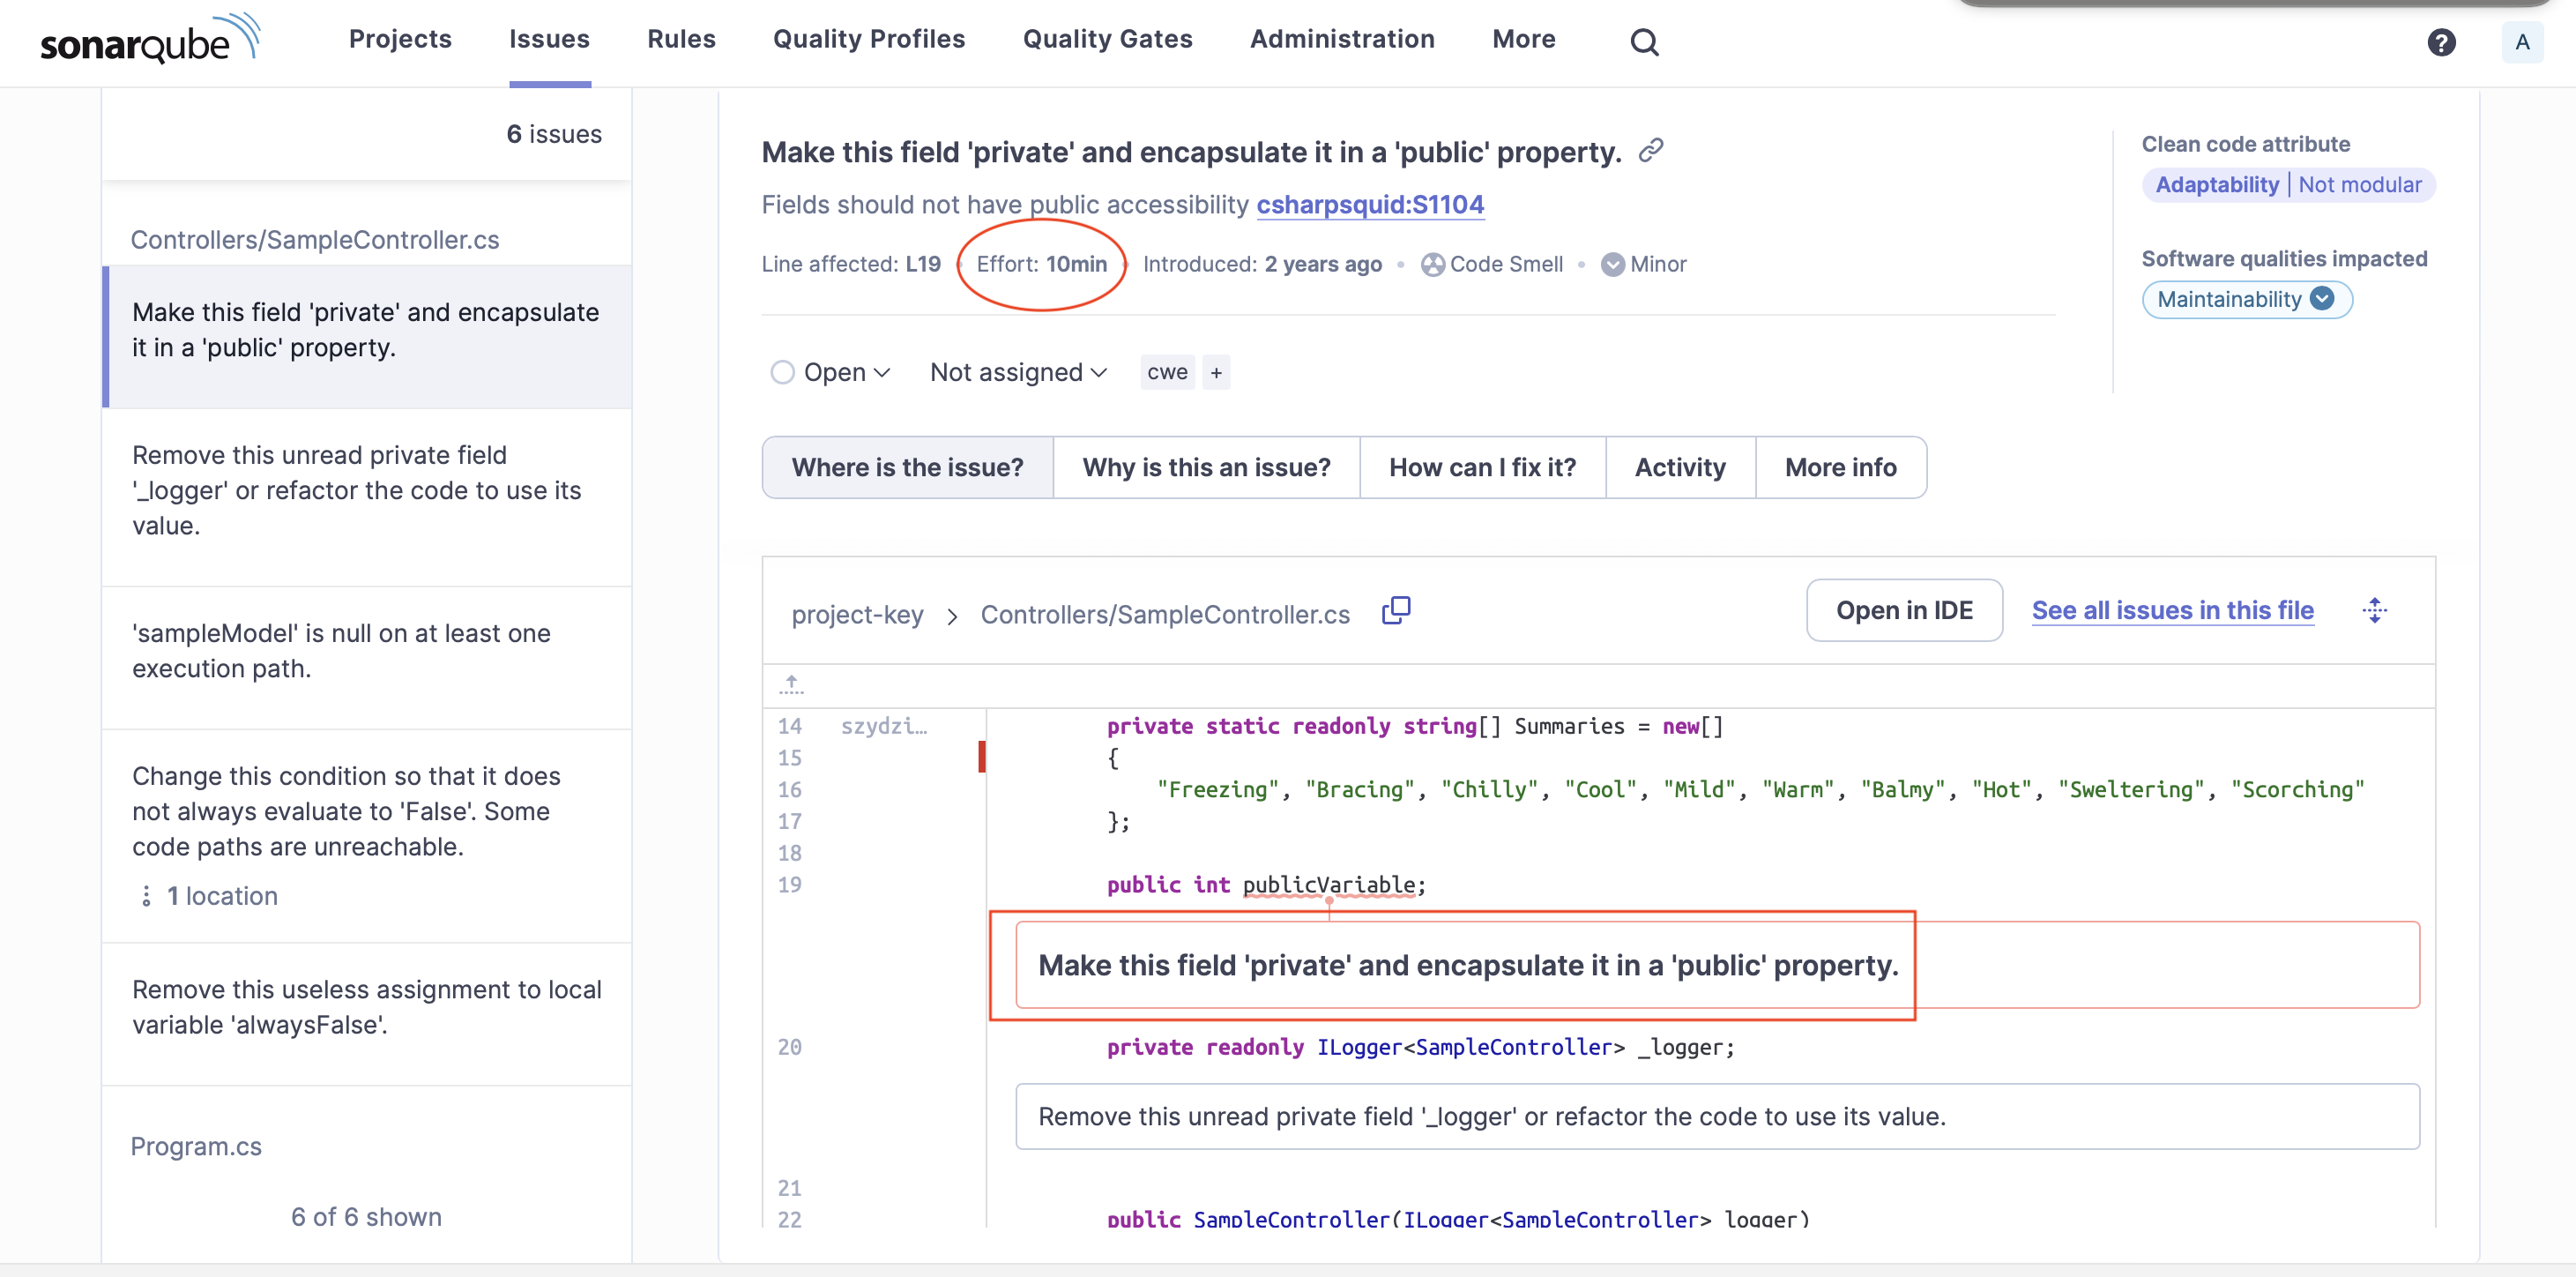 sonarqube
Projects Issues Rules Quality Profiles Quality Gates Administration More
? A
6 issues
Controllers/SampleController.cs
Make this field 'private' and encapsulate
it in a 'public' property.
Remove this unread private field
'_logger' or refactor the code to use its
value.
'sampleModel' is null on at least one
execution path.
Change this condition so that it does
not always evaluate to 'False'. Some
code paths are unreachable.
1 location
Remove this useless assignment to local
variable 'alwaysFalse'.
Program.cs
6 of 6 shown
Make this field 'private' and encapsulate it in a 'public' property.
Fields should not have public accessibility csharpsquid:S1104
Line affected: L19 • Effort: 10min • Introduced: 2 years ago • Code Smell • Minor
Clean code attribute
Adaptability | Not modular
Software qualities impacted
Maintainability
Open Not assigned cwe +
Where is the issue? Why is this an issue? How can I fix it? Activity More info
project-key > Controllers/SampleController.cs Open in IDE See all issues in this file
14 szydzi… private static readonly string[] Summaries = new[]
15 {
16 "Freezing", "Bracing", "Chilly", "Cool", "Mild", "Warm", "Balmy", "Hot", "Sweltering", "Scorching"
17 };
18
19 public int publicVariable;
Make this field 'private' and encapsulate it in a 'public' property.
20 private readonly ILogger<SampleController> _logger;
Remove this unread private field '_logger' or refactor the code to use its value.
21
22 public SampleController(ILogger<SampleController> logger)